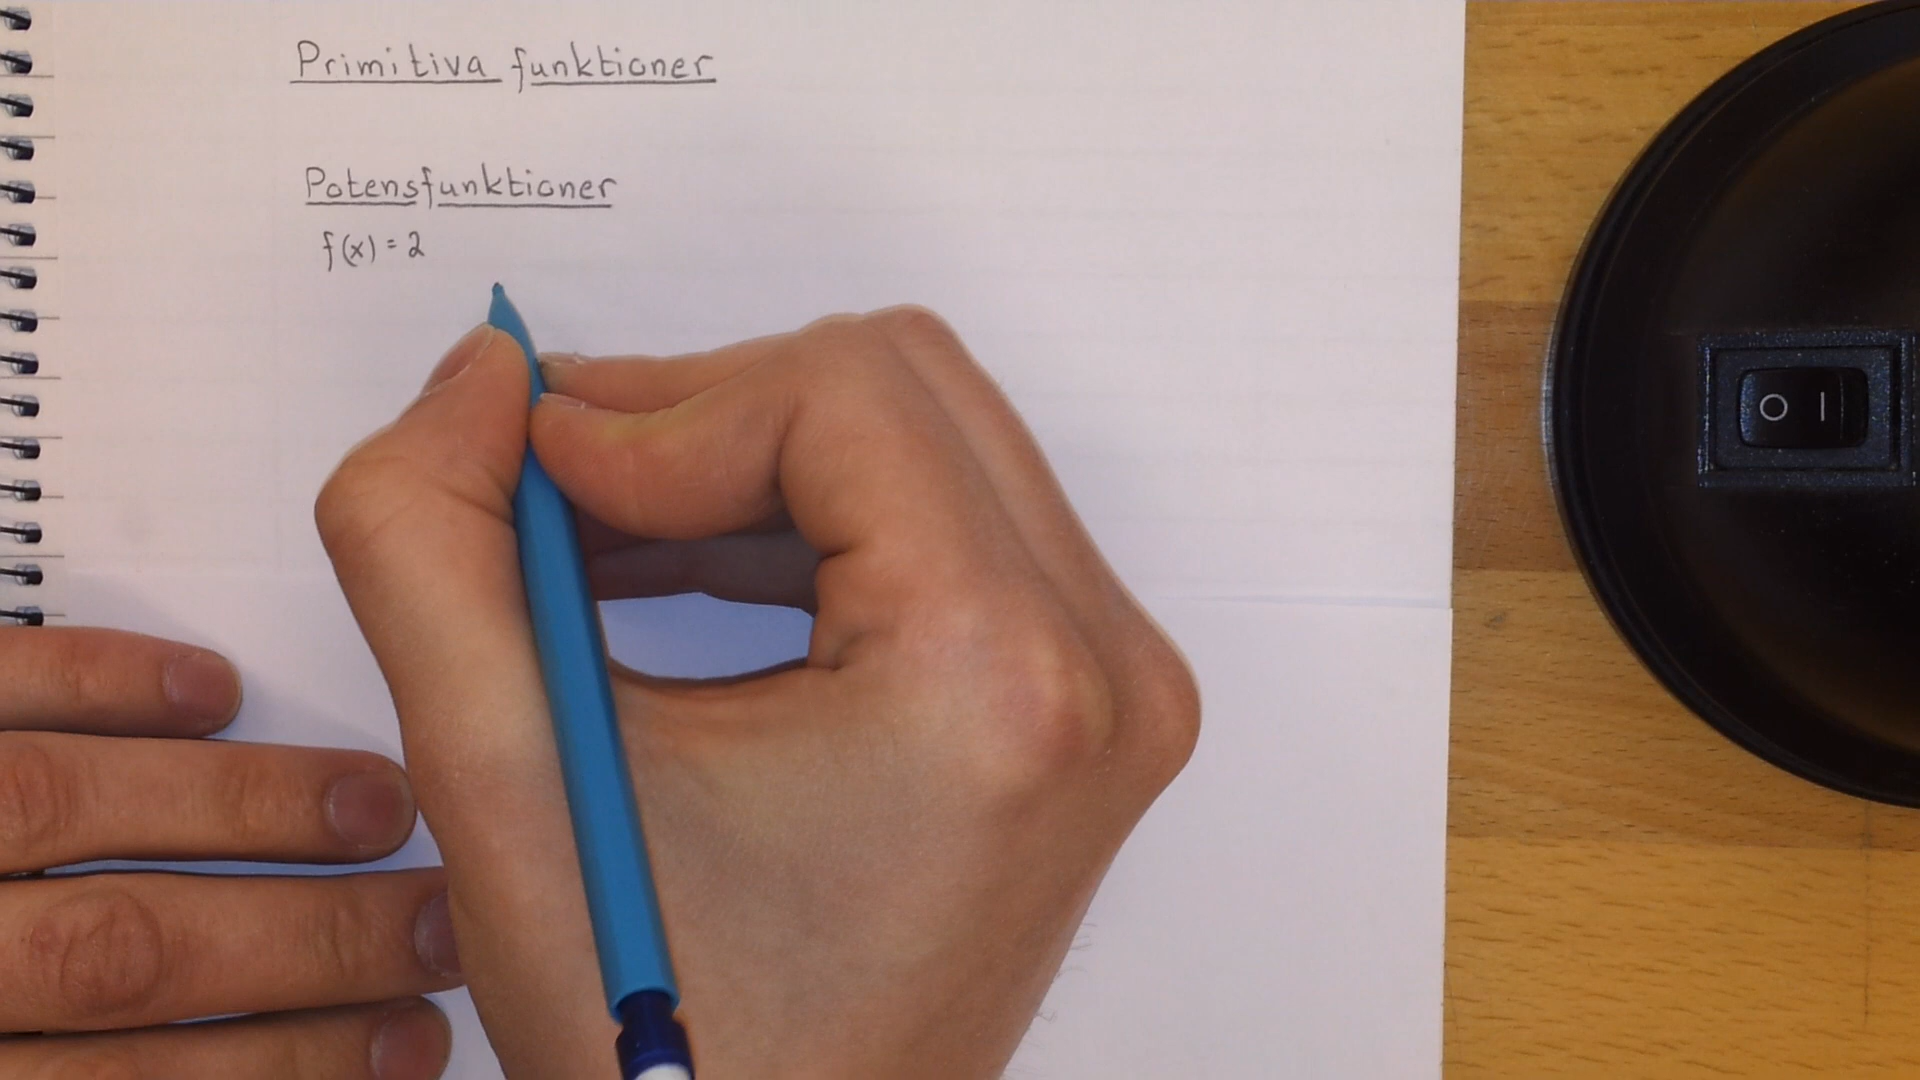 Primitiva funktioner
Potensfunktioner
f(x) = 2
O I